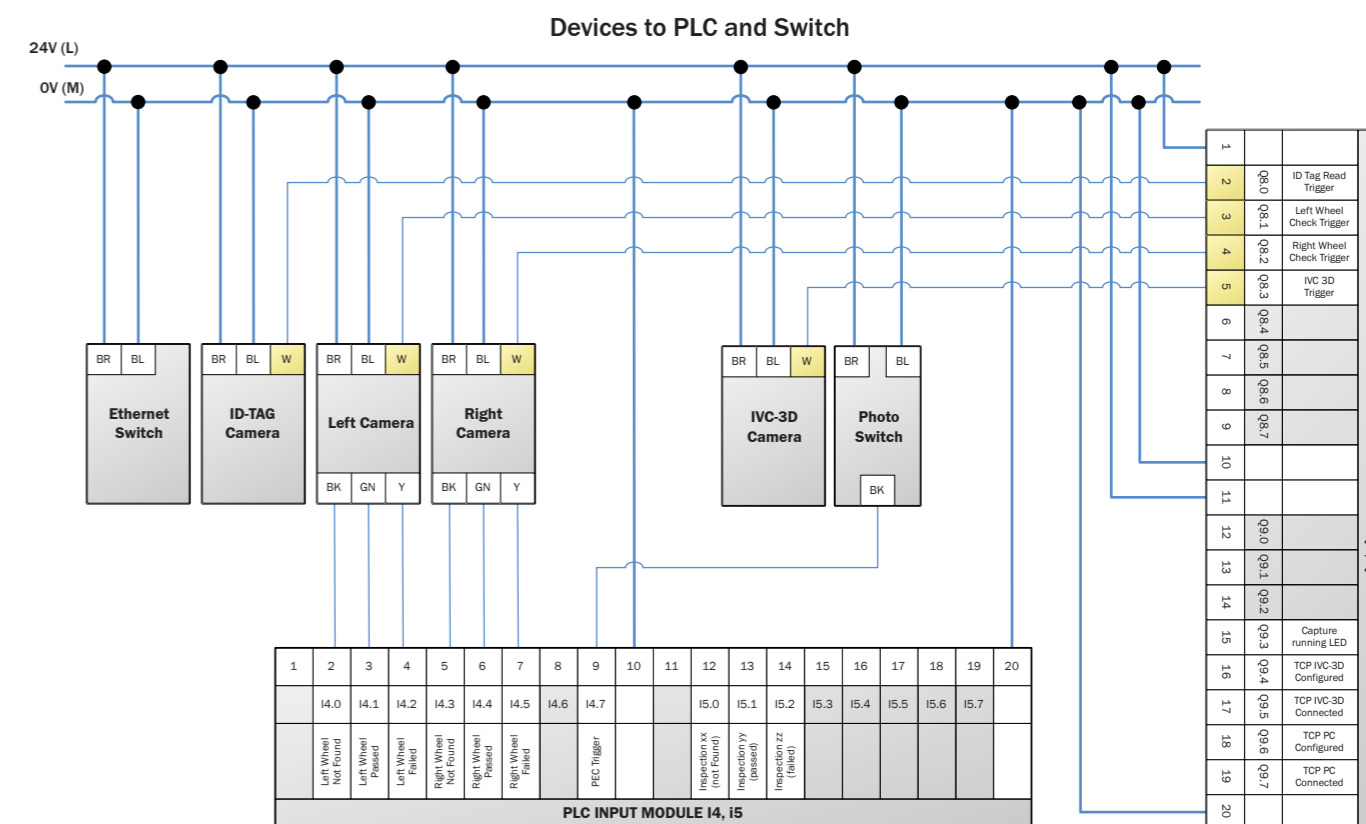 Devices to PLC and Switch
24V (L)
0V (M)
1
2 Q8.0 ID Tag Read
Trigger
3 Q8.1 Left Wheel
Check Trigger
4 Q8.2 Right Wheel
Check Trigger
5 Q8.3 IVC 3D
Trigger
6 Q8.4
7 Q8.5
8 Q8.6
9 Q8.7
10
11
12 Q9.0
13 Q9.1
14 Q9.2
15 Q9.3 Capture
running LED
16 Q9.4 TCP IVC-3D
Configured
17 Q9.5 TCP IVC-3D
Connected
18 Q9.6 TCP PC
Configured
19 Q9.7 TCP PC
Connected
20
BR BL
Ethernet
Switch
BR BL W
ID-TAG
Camera
BR BL W
Left Camera
BK GN Y
BR BL W
Right
Camera
BK GN Y
BR BL W
IVC-3D
Camera
BR BL
Photo
Switch
BK
1 2 3 4 5 6 7 8 9 10 11 12 13 14 15 16 17 18 19 20
I4.0 I4.1 I4.2 I4.3 I4.4 I4.5 I4.6 I4.7 I5.0 I5.1 I5.2 I5.3 I5.4 I5.5 I5.6 I5.7
Left Wheel
Not Found
Left Wheel
Passed
Left Wheel
Failed
Right Wheel
Not Found
Right Wheel
Passed
Right Wheel
Failed
PEC Trigger
Inspection xx
(not Found)
Inspection yy
(passed)
Inspection zz
(failed)
PLC INPUT MODULE I4, i5